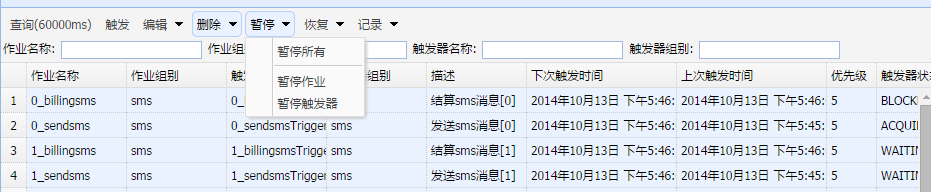 查询(60000ms) 触发 编辑 删除 暂停 恢复 记录
作业名称: 作业组 触发器名称: 触发器组别:
暂停所有
暂停作业
暂停触发器
作业名称 作业组别 触 组别 描述 下次触发时间 上次触发时间 优先级 触发器状
1 0_billingsms sms 0_ 结算sms消息[0] 2014年10月13日 下午5:46: 2014年10月13日 下午5:46: 5 BLOCK
2 0_sendsms sms 0_sendsmsTrigger sms 发送sms消息[0] 2014年10月13日 下午5:46: 2014年10月13日 下午5:45: 5 ACQUI
3 1_billingsms sms 1_billingsmsTrigge sms 结算sms消息[1] 2014年10月13日 下午5:46: 2014年10月13日 下午5:46: 5 WAITIN
4 1_sendsms sms 1_sendsmsTrigger sms 发送sms消息[1] 2014年10月13日 下午5:46: 2014年10月13日 下午5:45: 5 WAITIN